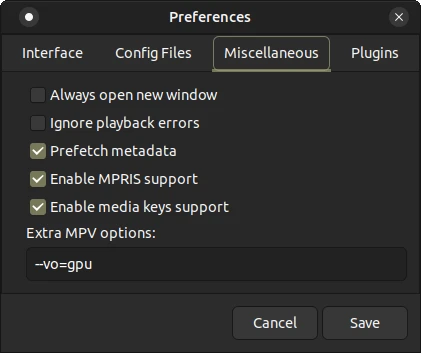 Preferences
Interface Config Files Miscellaneous Plugins
Always open new window
Ignore playback errors
Prefetch metadata
Enable MPRIS support
Enable media keys support
Extra MPV options:
--vo=gpu
Cancel Save